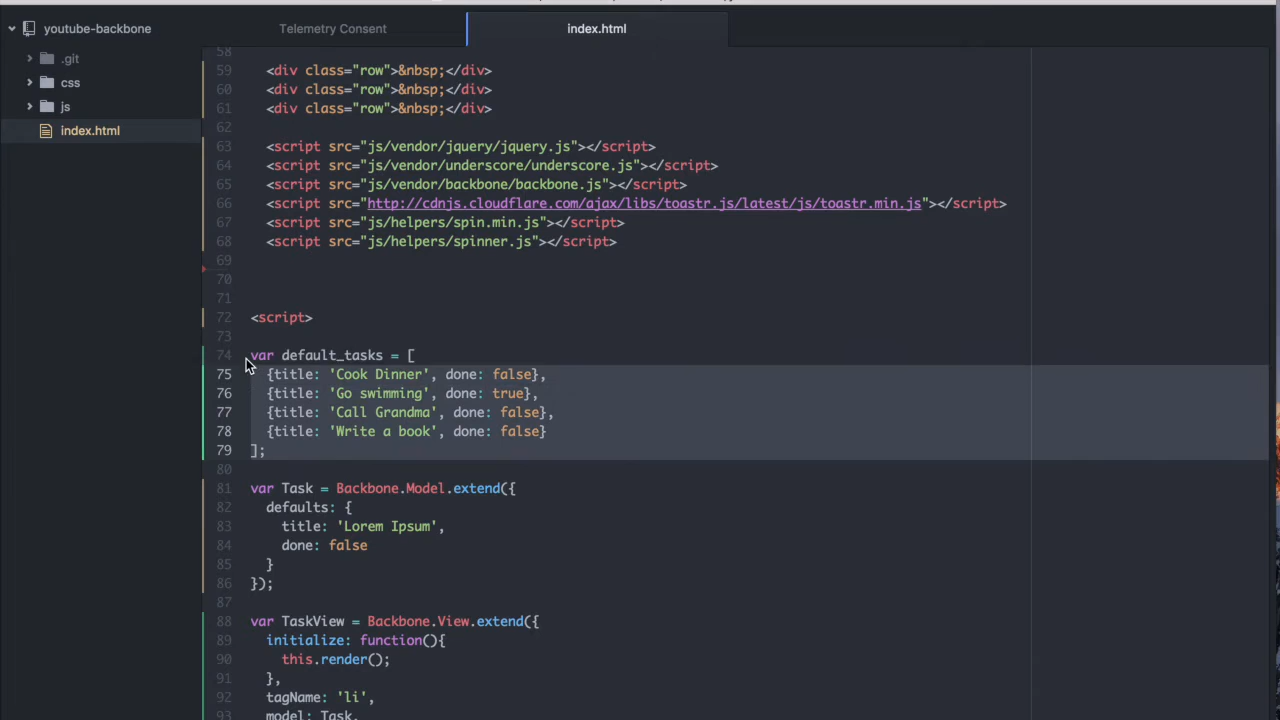 youtube-backbone
Telemetry Consent
index.html
.git
css
js
index.html
58
59 <div class="row">&nbsp;</div>
60 <div class="row">&nbsp;</div>
61 <div class="row">&nbsp;</div>
62
63 <script src="js/vendor/jquery/jquery.js"></script>
64 <script src="js/vendor/underscore/underscore.js"></script>
65 <script src="js/vendor/backbone/backbone.js"></script>
66 <script src="http://cdnjs.cloudflare.com/ajax/libs/toastr.js/latest/js/toastr.min.js"></script>
67 <script src="js/helpers/spin.min.js"></script>
68 <script src="js/helpers/spinner.js"></script>
69
70
71
72 <script>
73
74 var default_tasks = [
75 {title: 'Cook Dinner', done: false},
76 {title: 'Go swimming', done: true},
77 {title: 'Call Grandma', done: false},
78 {title: 'Write a book', done: false}
79 ];
80
81 var Task = Backbone.Model.extend({
82 defaults: {
83 title: 'Lorem Ipsum',
84 done: false
85 }
86 });
87
88 var TaskView = Backbone.View.extend({
89 initialize: function(){
90 this.render();
91 },
92 tagName: 'li',
93 model: Task,